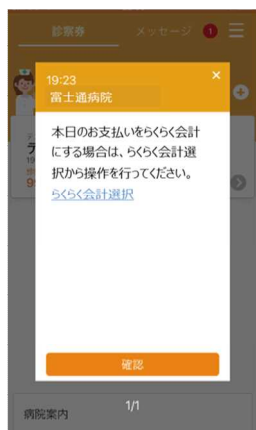 診察券 メッセージ 1
19:23 ×
富士通病院
本日のお支払いをらくらく会計
にする場合は、らくらく会計選
択から操作を行ってください。
らくらく会計選択
確認
1/1
病院案内